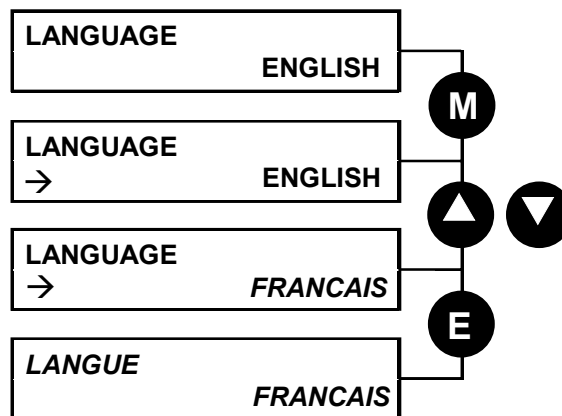 LANGUAGE
ENGLISH
M
LANGUAGE
→ ENGLISH
LANGUAGE
→ FRANCAIS
E
LANGUE
FRANCAIS